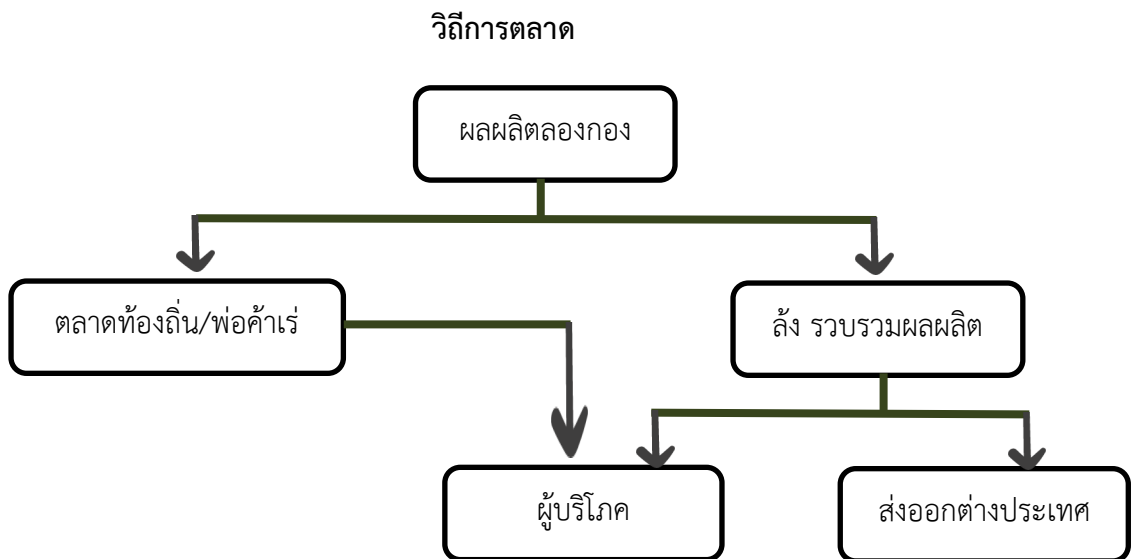 วิถีการตลาด
ผลผลิตลองกอง
ตลาดท้องถิ่น/พ่อค้าเร่
ล้ง รวบรวมผลผลิต
ผู้บริโภค
ส่งออกต่างประเทศ